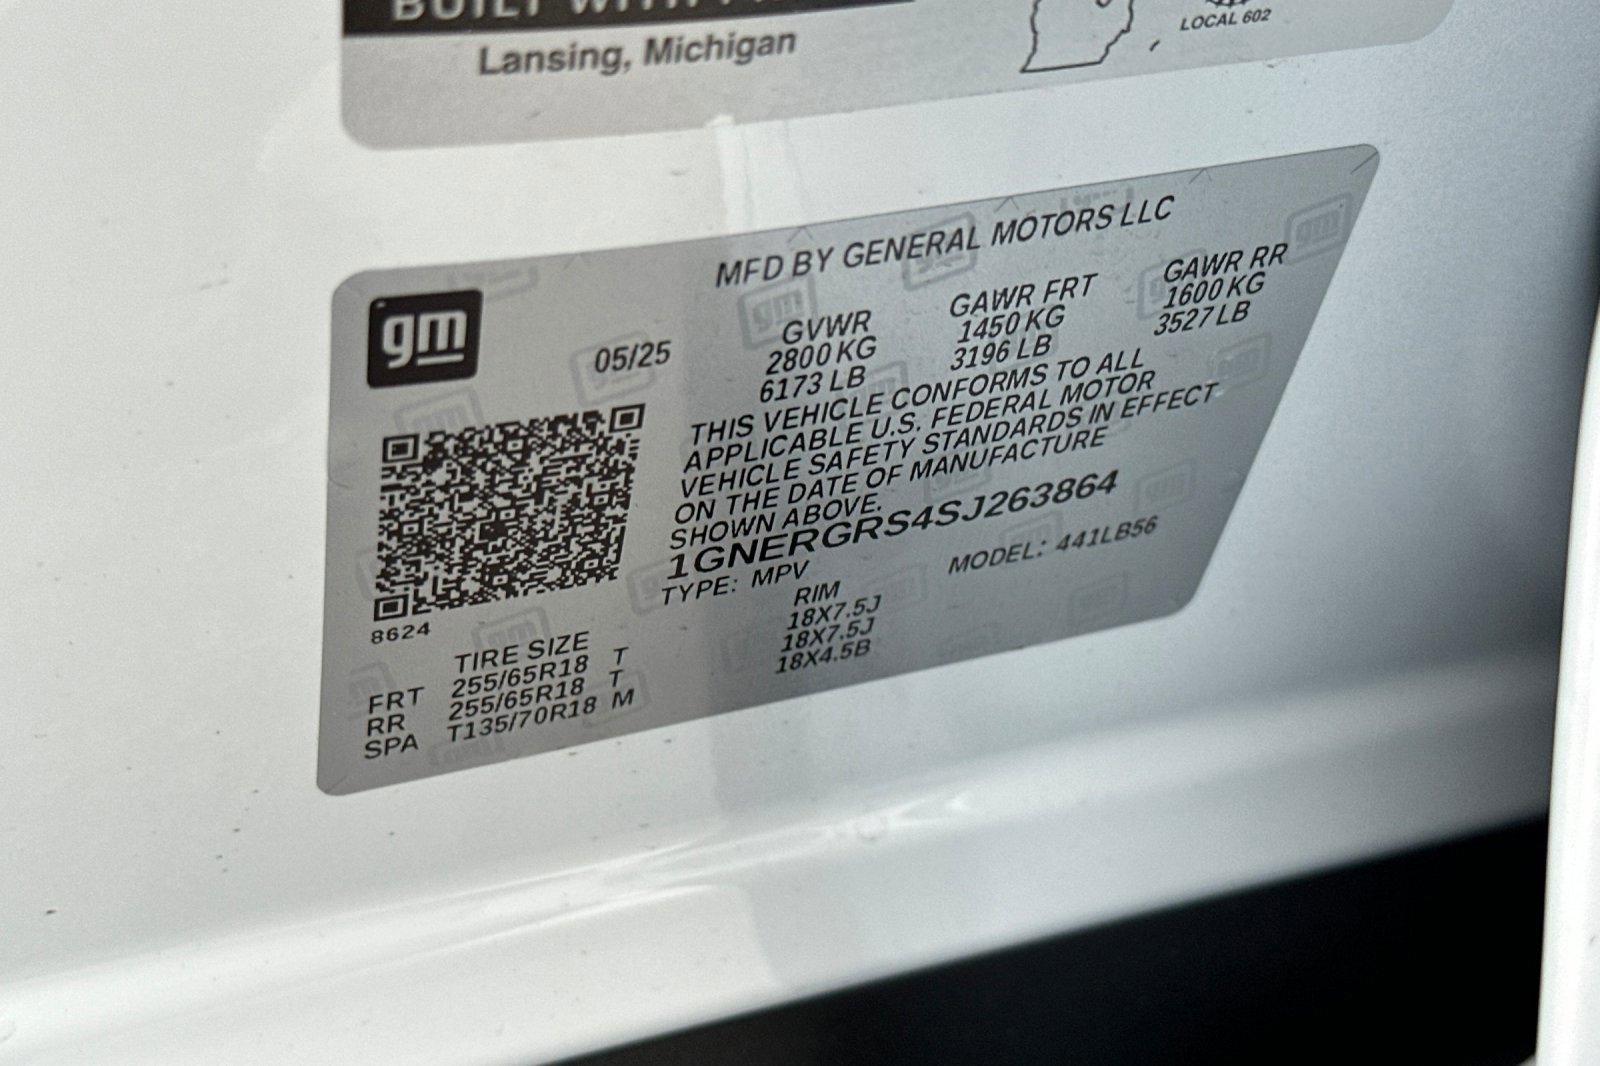 Lansing, Michigan
LOCAL 602
MFD BY GENERAL MOTORS LLC
gm
05/25
GVWR GAWR FRT GAWR RR
2800 KG 1450 KG 1600 KG
6173 LB 3196 LB 3527 LB
THIS VEHICLE CONFORMS TO ALL
APPLICABLE U.S. FEDERAL MOTOR
VEHICLE SAFETY STANDARDS IN EFFECT
ON THE DATE OF MANUFACTURE
SHOWN ABOVE.
1GNERGRS4SJ263864
TYPE: MPV MODEL: 441LB56
8624
TIRE SIZE RIM
FRT 255/65R18 T 18X7.5J
RR 255/65R18 T 18X7.5J
SPA T135/70R18 M 18X4.5B